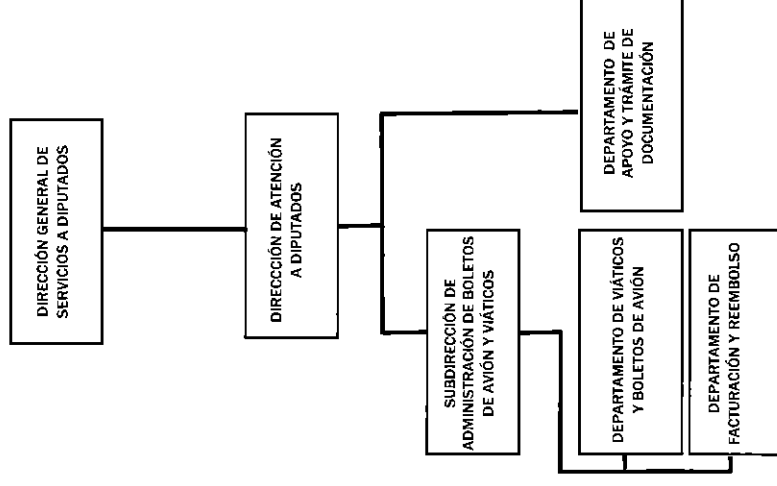 DIRECCIÓN GENERAL DE
SERVICIOS A DIPUTADOS
DIRECCCIÓN DE ATENCIÓN
A DIPUTADOS
SUBDIRECCIÓN DE
ADMINISTRACIÓN DE BOLETOS
DE AVIÓN Y VIÁTICOS
DEPARTAMENTO DE
APOYO Y TRÁMITE DE
DOCUMENTACIÓN
DEPARTAMENTO DE VIÁTICOS
Y BOLETOS DE AVIÓN
DEPARTAMENTO DE
FACTURACIÓN Y REEMBOLSO